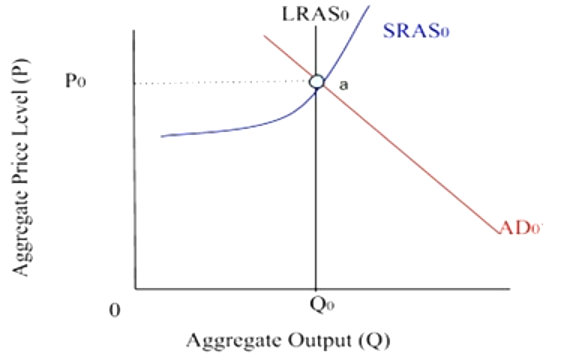 LRAS0
SRAS0
P0
a
Aggregate Price Level (P)
AD0
0
Q0
Aggregate Output (Q)